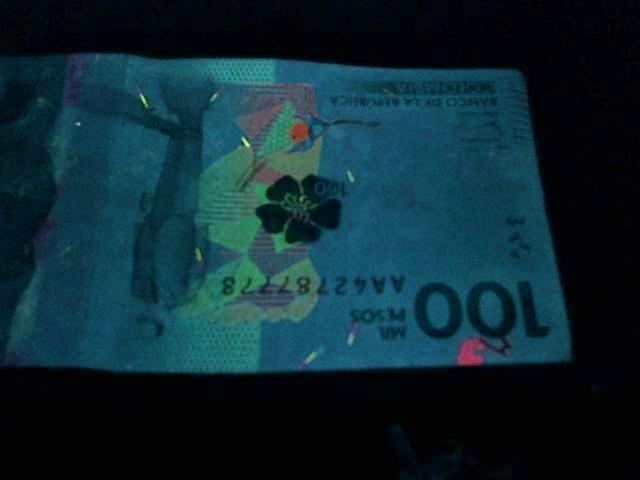 100 MIL
PESOS
AA42787778
100
BANCO DE LA REPÚBLICA
COLOMBIA